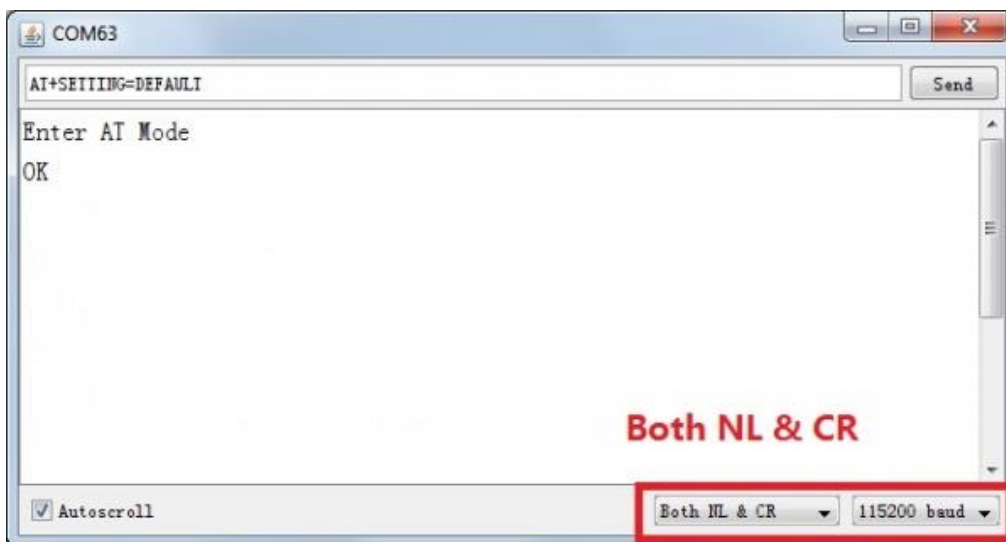 COM63
AT+SETTING=DEFAULT
Send
Enter AT Mode
OK
Both NL & CR
Autoscroll
Both NL & CR
115200 baud